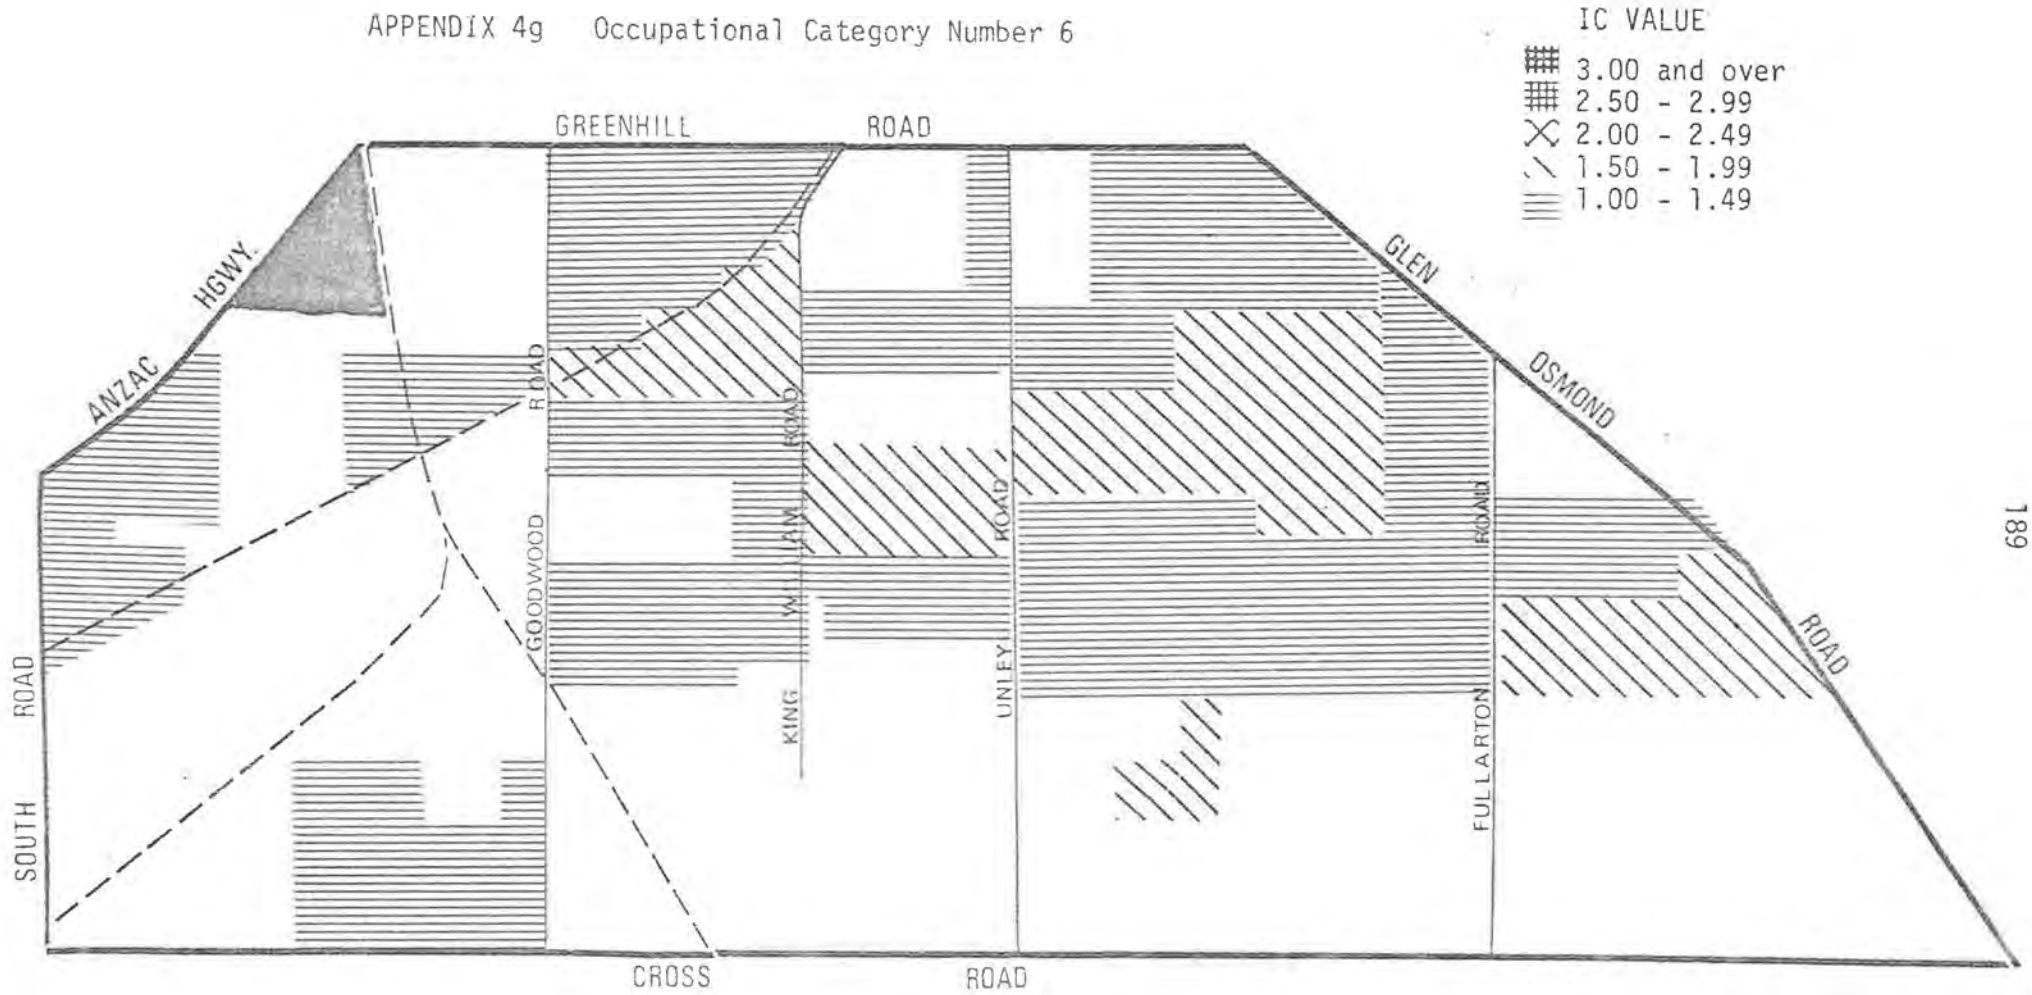 APPENDIX 4g Occupational Category Number 6
IC VALUE
3.00 and over
2.50 - 2.99
2.00 - 2.49
1.50 - 1.99
1.00 - 1.49
GREENHILL ROAD
ANZAC HGWY.
GLEN OSMOND ROAD
SOUTH ROAD
GOODWOOD ROAD
KING WILLIAM ROAD
UNLEY ROAD
FULLARTON ROAD
CROSS ROAD
189